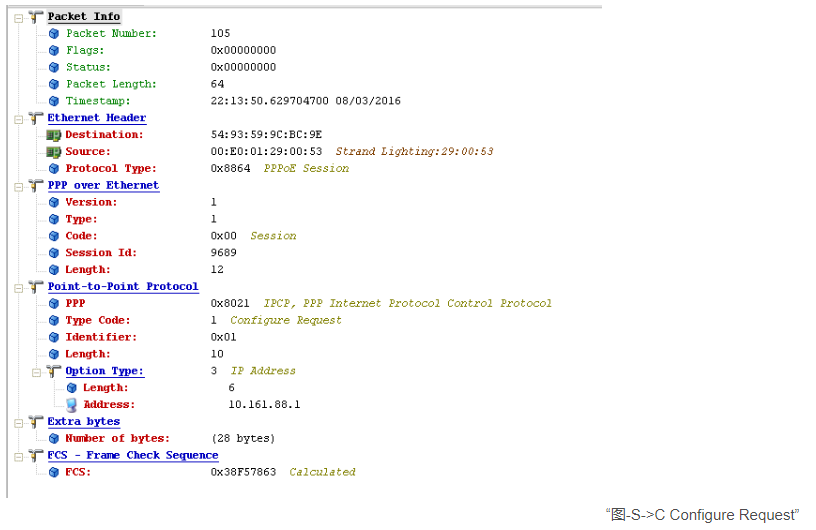 Packet Info
Packet Number: 105
Flags: 0x00000000
Status: 0x00000000
Packet Length: 64
Timestamp: 22:13:50.629704700 08/03/2016
Ethernet Header
Destination: 54:93:59:9C:BC:9E
Source: 00:E0:01:29:00:53 Strand Lighting:29:00:53
Protocol Type: 0x8864 PPPoE Session
PPP over Ethernet
Version: 1
Type: 1
Code: 0x00 Session
Session Id: 9689
Length: 12
Point-to-Point Protocol
PPP 0x8021 IPCP, PPP Internet Protocol Control Protocol
Type Code: 1 Configure Request
Identifier: 0x01
Length: 10
Option Type: 3 IP Address
Length: 6
Address: 10.161.88.1
Extra bytes
Number of bytes: (28 bytes)
FCS - Frame Check Sequence
FCS: 0x38F57863 Calculated
“图-S->C Configure Request”